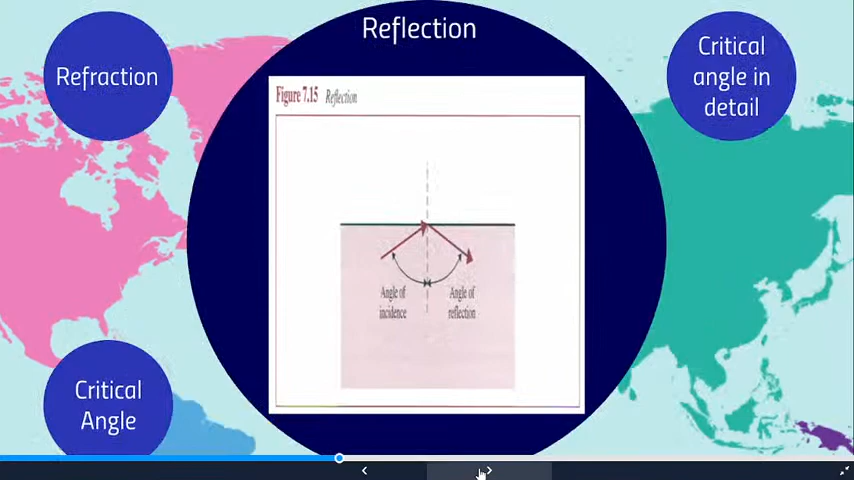 Reflection
Refraction
Critical
angle in
detail
Figure 7.15 Reflection
Angle of
incidence
Angle of
reflection
Critical
Angle